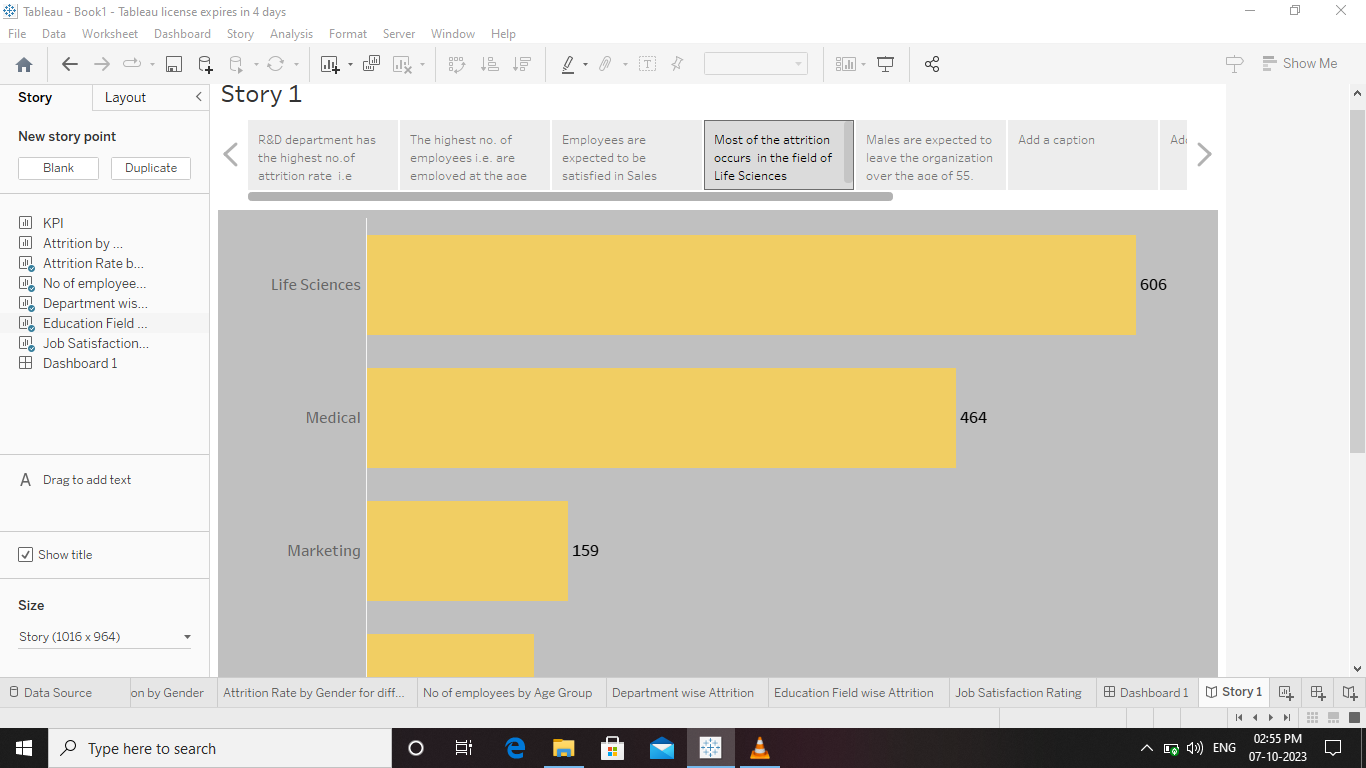 Tableau - Book1 - Tableau license expires in 4 days
File Data Worksheet Dashboard Story Analysis Format Server Window Help
Show Me
Story Layout
New story point
Blank Duplicate
KPI
Attrition by ...
Attrition Rate b...
No of employee...
Department wis...
Education Field ...
Job Satisfaction...
Dashboard 1
A Drag to add text
Show title
Size
Story (1016 x 964)
Story 1
R&D department has
the highest no.of
attrition rate i.e
The highest no. of
employees i.e. are
employed at the age
Employees are
expected to be
satisfied in Sales
Most of the attrition
occurs in the field of
Life Sciences
Males are expected to
leave the organization
over the age of 55.
Add a caption
Life Sciences 606
Medical 464
Marketing 159
Data Source on by Gender Attrition Rate by Gender for diff... No of employees by Age Group Department wise Attrition Education Field wise Attrition Job Satisfaction Rating Dashboard 1 Story 1
Type here to search
ENG
02:55 PM
07-10-2023